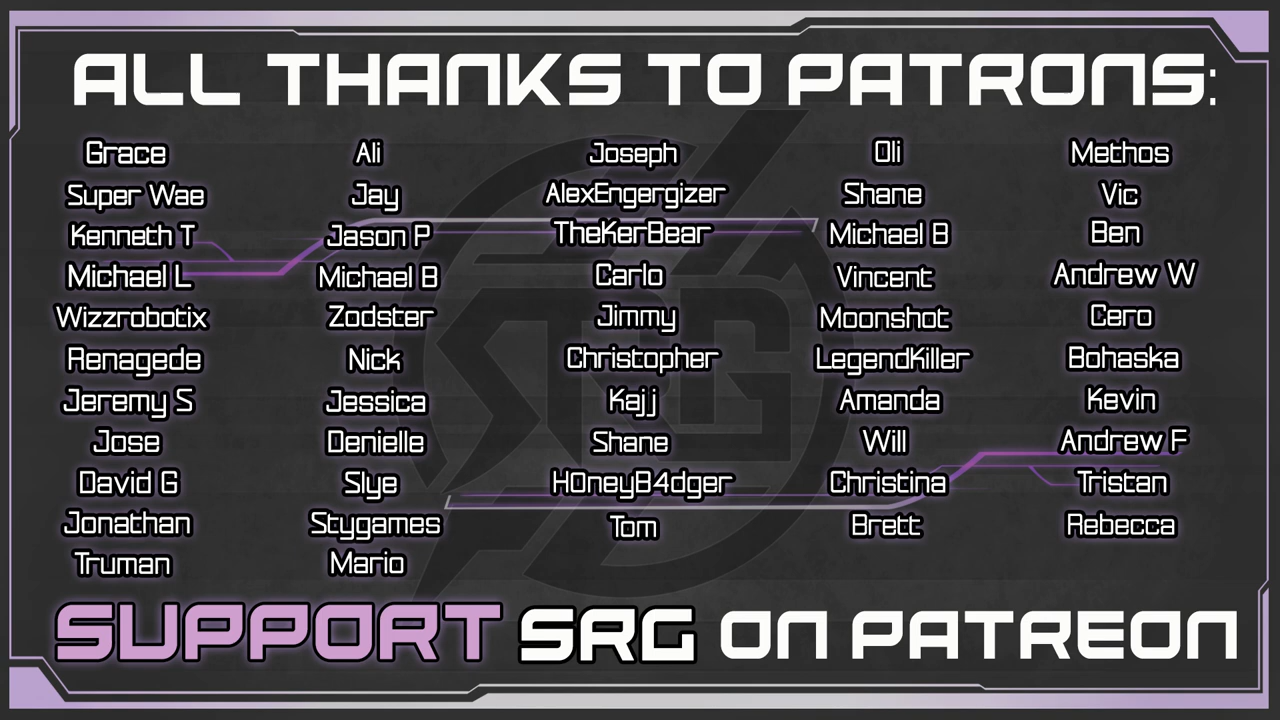 ALL THANKS TO PATRONS:
Grace
Super Wae
Kenneth T
Michael L
Wizzrobotix
Renagede
Jeremy S
Jose
David G
Jonathan
Truman
Ali
Jay
Jason P
Michael B
Zodster
Nick
Jessica
Denielle
Slye
Stygames
Mario
Joseph
AlexEngergizer
TheKerBear
Carlo
Jimmy
Christopher
Kajj
Shane
H0neyB4dger
Tom
Oli
Shane
Michael B
Vincent
Moonshot
LegendKiller
Amanda
Will
Christina
Brett
Methos
Vic
Ben
Andrew W
Cero
Bohaska
Kevin
Andrew F
Tristan
Rebecca
SUPPORT SRG ON PATREON